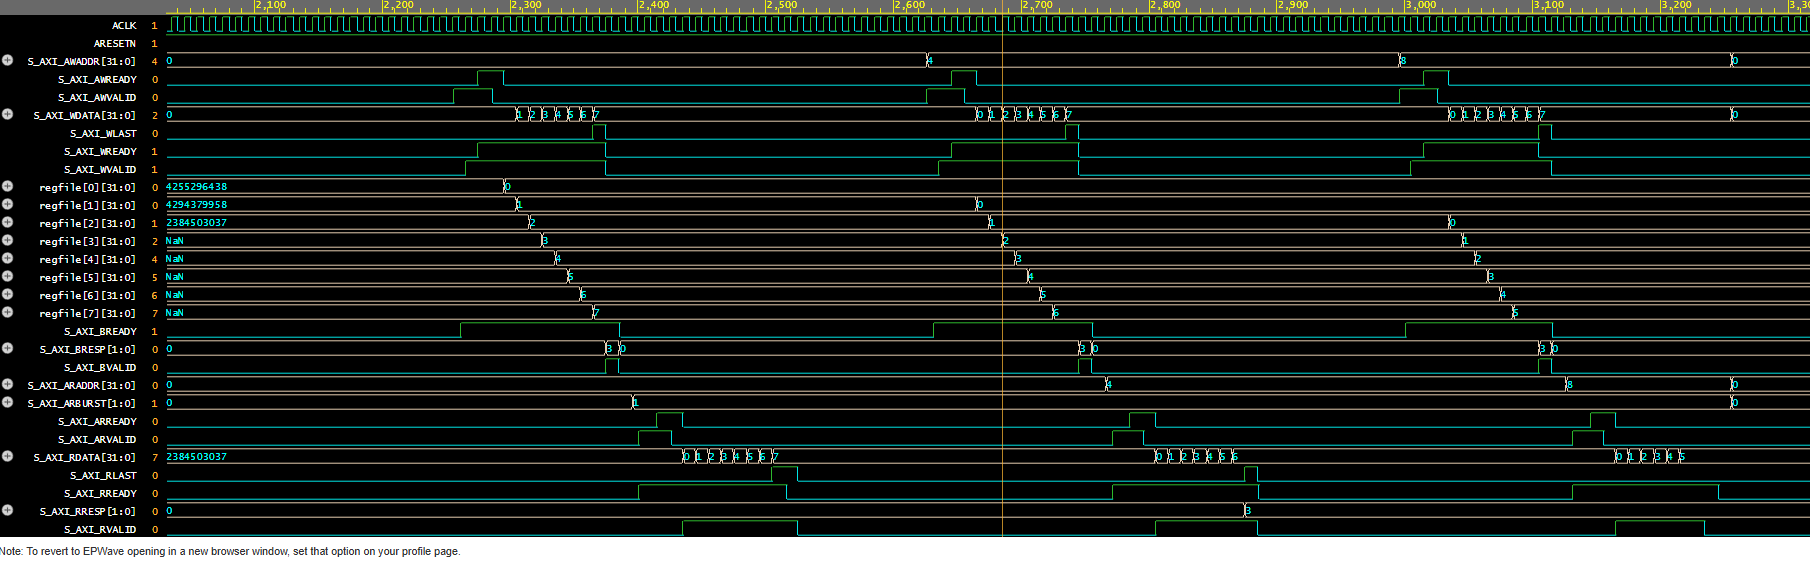 2,100 2,200 2,300 2,400 2,500 2,600 2,700 2,800 2,900 3,000 3,100 3,200 3,30
ACLK 1
ARESETN 1
S_AXI_AWADDR[31:0] 4 0 4 8 0
S_AXI_AWREADY 0
S_AXI_AWVALID 0
S_AXI_WDATA[31:0] 2 0 1 2 3 4 5 6 7 0 1 2 3 4 5 6 7 0 1 2 3 4 5 6 7 0
S_AXI_WLAST 0
S_AXI_WREADY 1
S_AXI_WVALID 1
regfile[0][31:0] 0 4255296438 0
regfile[1][31:0] 0 4294379958 1 0
regfile[2][31:0] 1 2384503037 2 1 0
regfile[3][31:0] 2 NaN 3 2 1
regfile[4][31:0] 4 NaN 4 3 2
regfile[5][31:0] 5 NaN 5 4 3
regfile[6][31:0] 6 NaN 6 5 4
regfile[7][31:0] 7 NaN 7 6 5
S_AXI_BREADY 1
S_AXI_BRESP[1:0] 0 0 3 0 3 0 3 0
S_AXI_BVALID 0
S_AXI_ARADDR[31:0] 0 0 4 8 0
S_AXI_ARBURST[1:0] 1 0 1 0
S_AXI_ARREADY 0
S_AXI_ARVALID 0
S_AXI_RDATA[31:0] 7 2384503037 0 1 2 3 4 5 6 7 0 1 2 3 4 5 6 0 1 2 3 4 5
S_AXI_RLAST 0
S_AXI_RREADY 0
S_AXI_RRESP[1:0] 0 0 3
S_AXI_RVALID 0
Note: To revert to EPWave opening in a new browser window, set that option on your profile page.